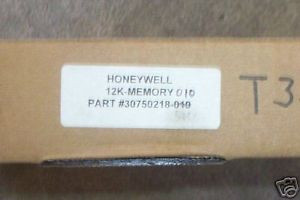 HONEYWELL
12K-MEMORY 010
PART #30750218-010
T3